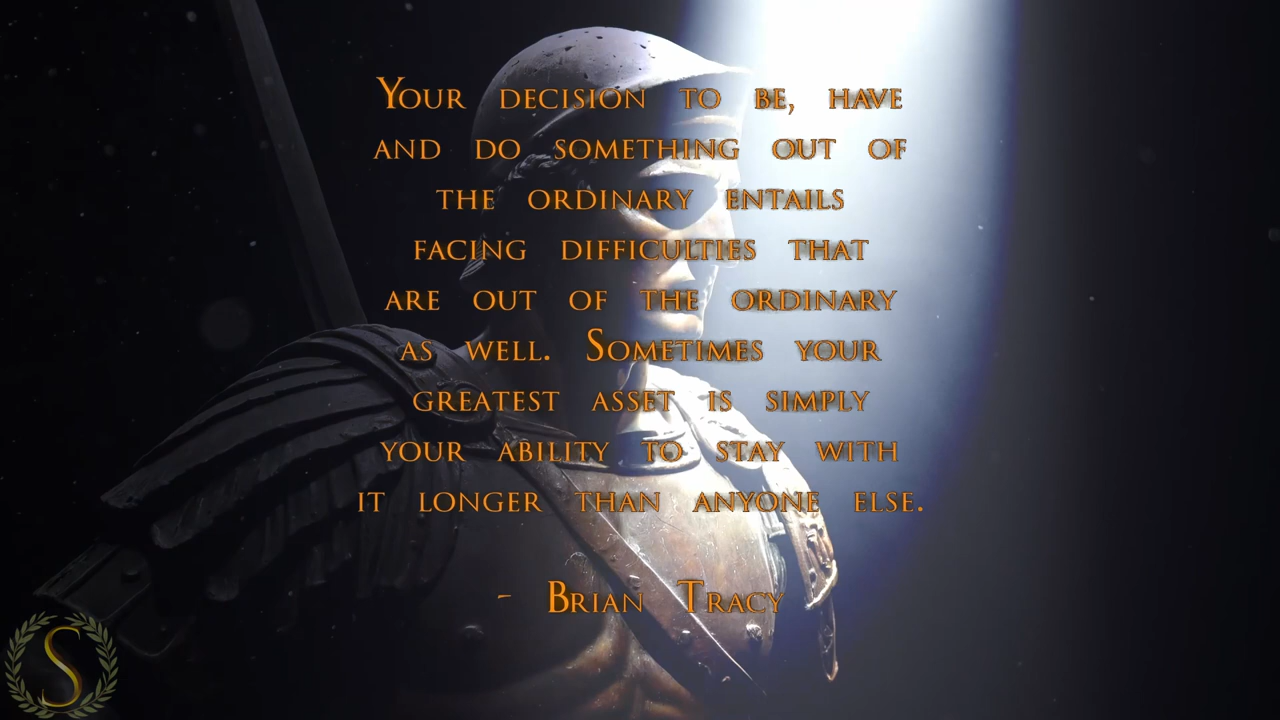 Your decision to be, have
and do something out of
the ordinary entails
facing difficulties that
are out of the ordinary
as well. Sometimes your
greatest asset is simply
your ability to stay with
it longer than anyone else.
- Brian Tracy
S